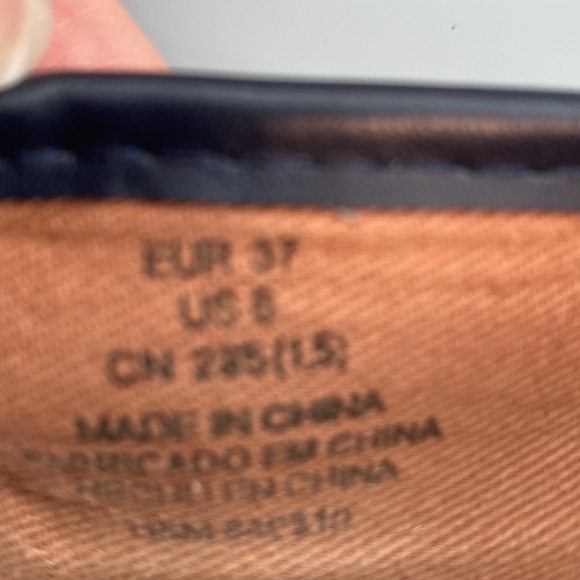 EUR 37
US 6
CN 235(1.5)
MADE IN CHINA
FABRICADO EM CHINA
HECHO EN CHINA